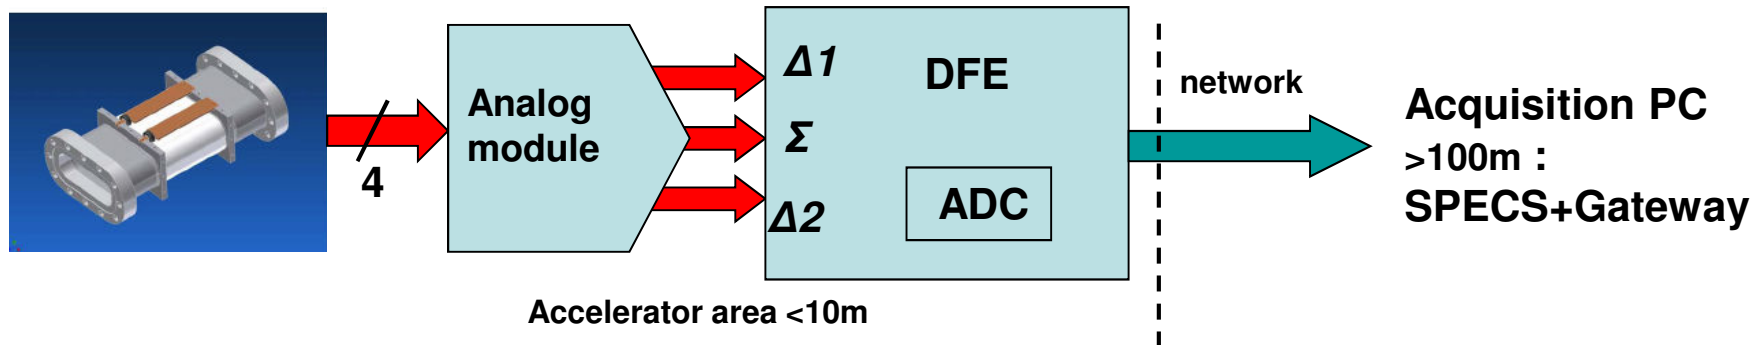 4
Analog
module
Δ1
Σ
Δ2
DFE
ADC
network
Acquisition PC
>100m :
SPECS+Gateway
Accelerator area <10m